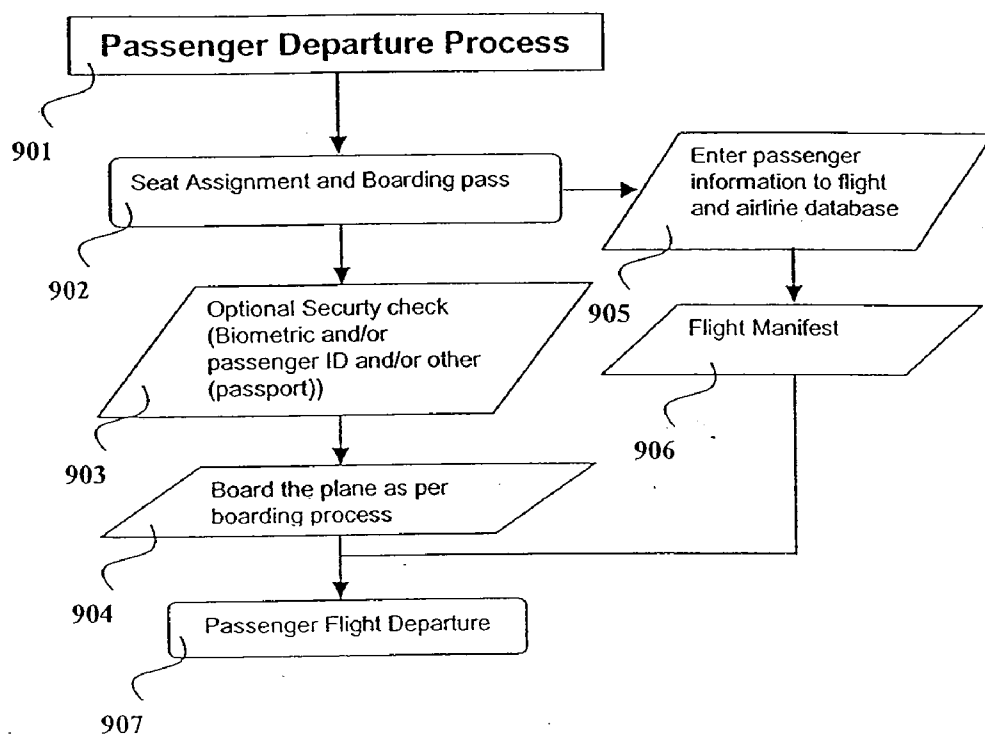 Passenger Departure Process
901
Seat Assignment and Boarding pass
902
Enter passenger
information to flight
and airline database
905
Optional Securty check
(Biometric and/or
passenger ID and/or other
(passport))
903
Flight Manifest
906
Board the plane as per
boarding process
904
Passenger Flight Departure
907